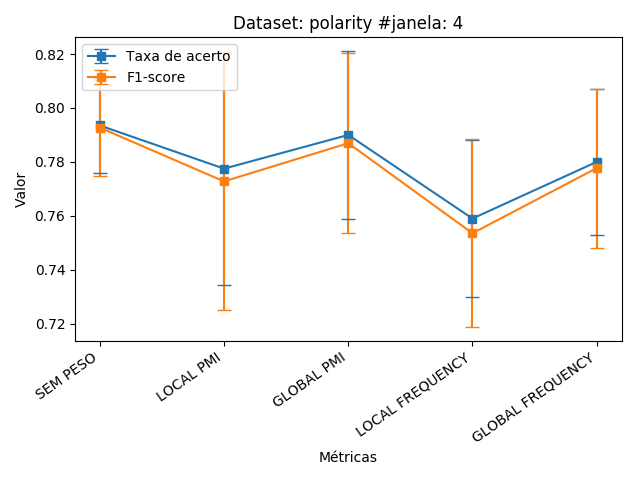 Dataset: polarity #janela: 4
Taxa de acerto
F1-score
Valor
0.82
0.80
0.78
0.76
0.74
0.72
SEM PESO
LOCAL PMI
GLOBAL PMI
LOCAL FREQUENCY
GLOBAL FREQUENCY
Métricas